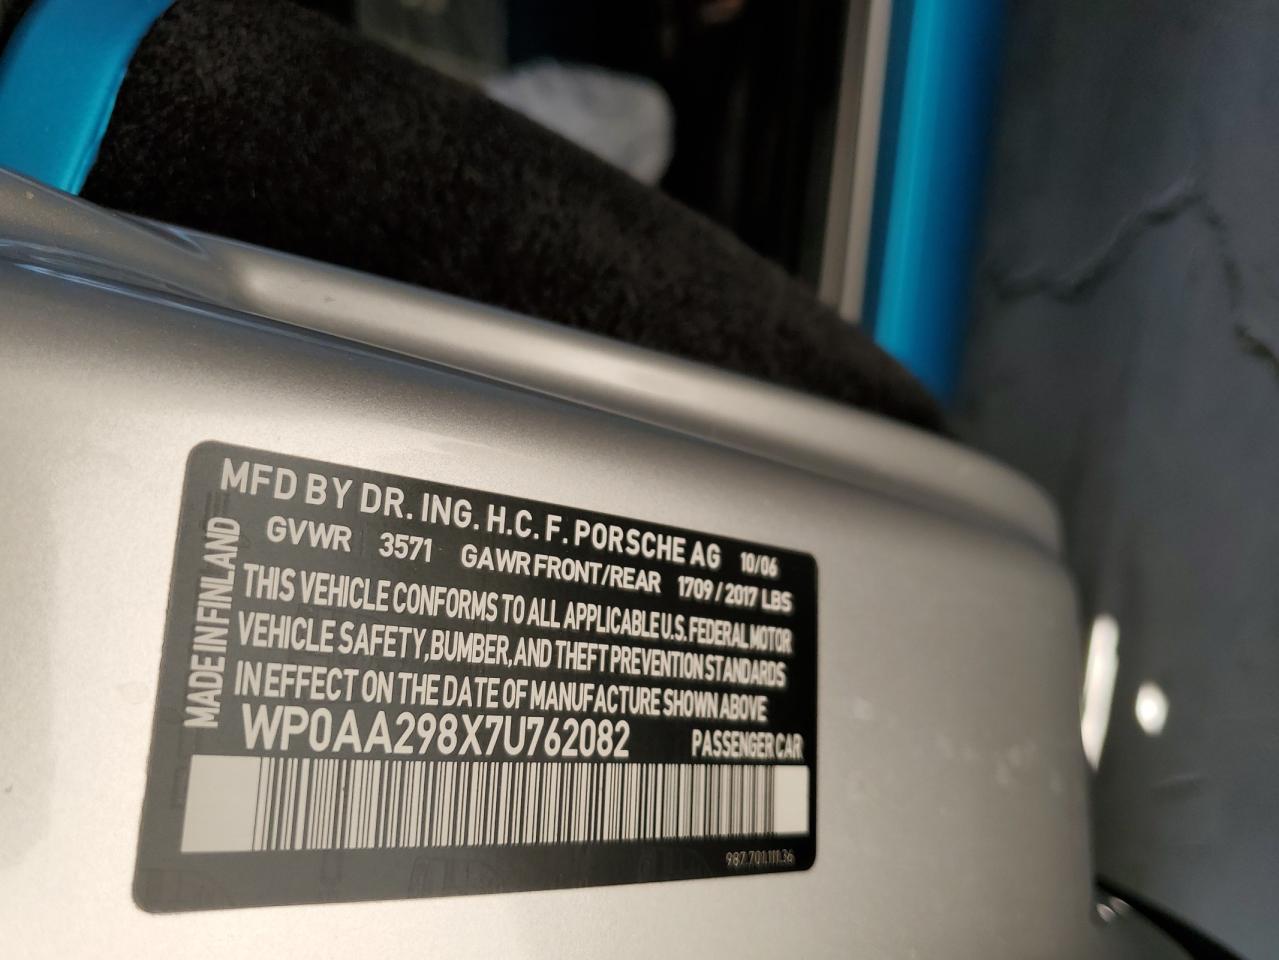 MFD BY DR. ING. H.C. F. PORSCHE AG 10/06
GVWR 3571 GAWR FRONT/REAR 1709 / 2017 LBS
THIS VEHICLE CONFORMS TO ALL APPLICABLE U.S. FEDERAL MOTOR
VEHICLE SAFETY, BUMBER, AND THEFT PREVENTION STANDARDS
IN EFFECT ON THE DATE OF MANUFACTURE SHOWN ABOVE
WP0AA298X7U762082 PASSENGER CAR
987.701.111.36
MADE IN FINLAND